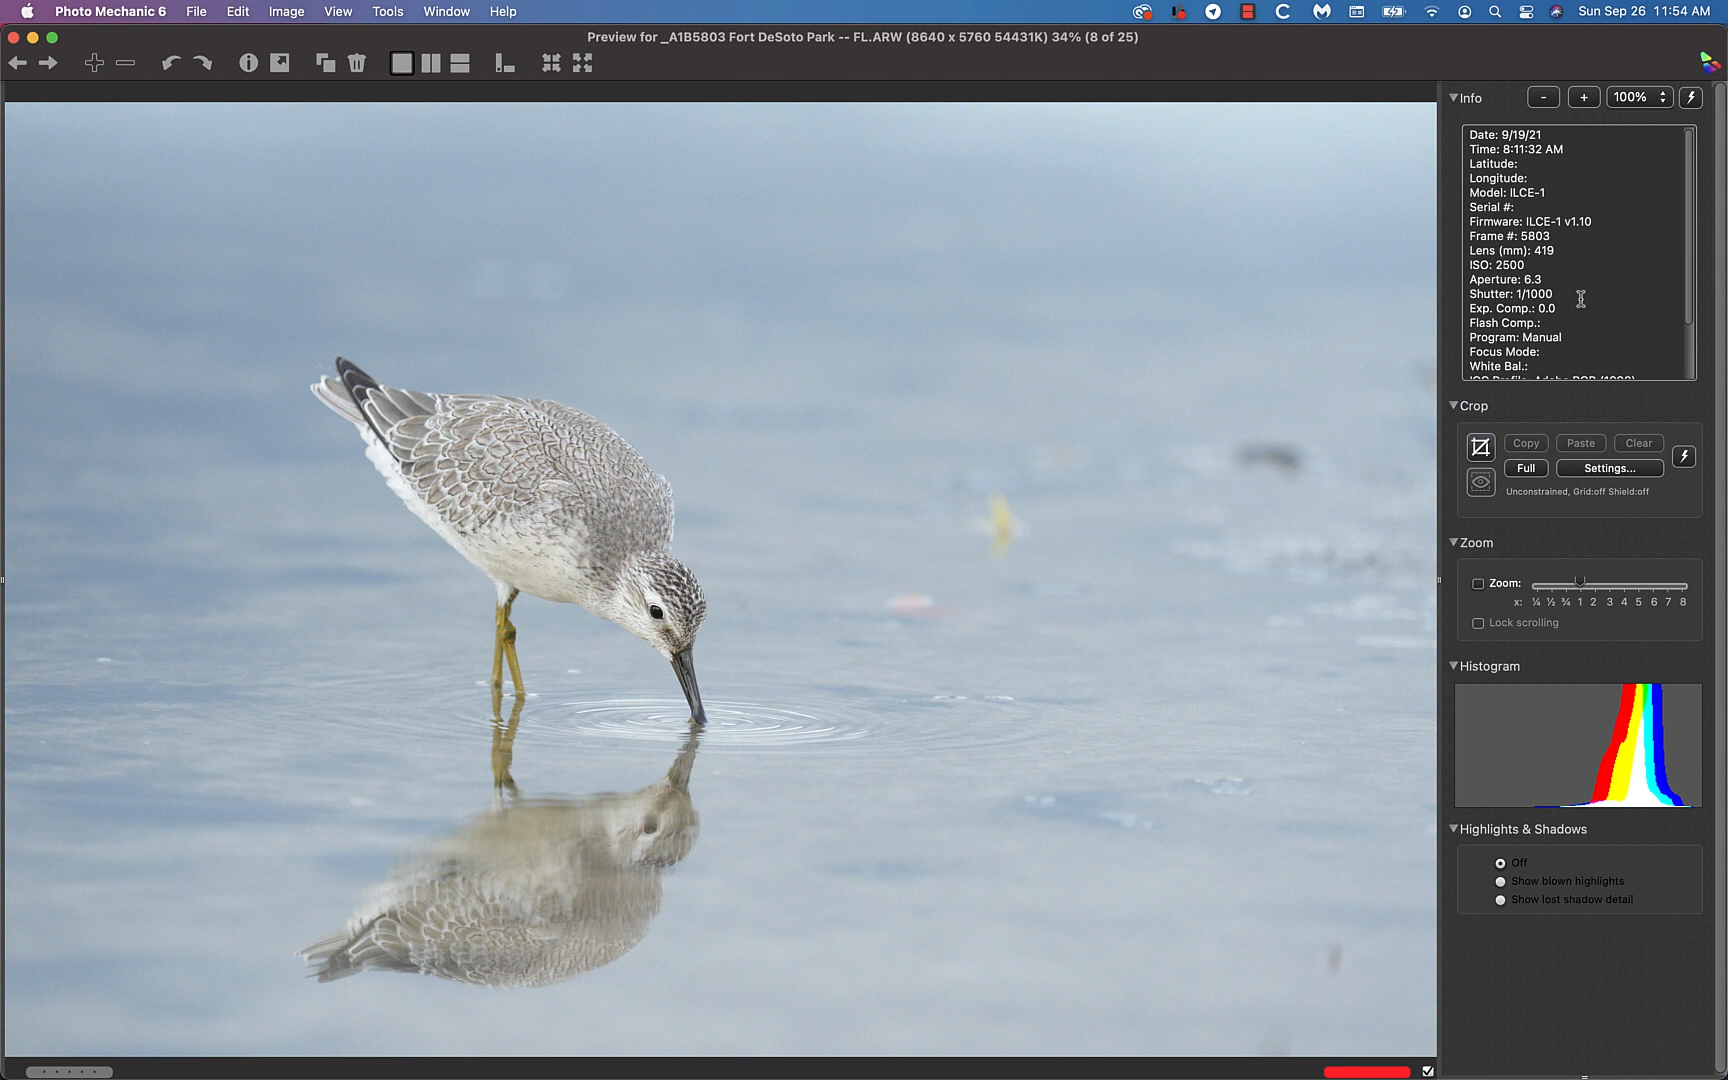 Photo Mechanic 6 File Edit Image View Tools Window Help Sun Sep 26 11:54 AM
Preview for _A1B5803 Fort DeSoto Park -- FL.ARW (8640 x 5760 54431K) 34% (8 of 25)
Info - + 100%
Date: 9/19/21
Time: 8:11:32 AM
Latitude:
Longitude:
Model: ILCE-1
Serial #:
Firmware: ILCE-1 v1.10
Frame #: 5803
Lens (mm): 419
ISO: 2500
Aperture: 6.3
Shutter: 1/1000
Exp. Comp.: 0.0
Flash Comp.:
Program: Manual
Focus Mode:
White Bal.:
Crop
Copy Paste Clear
Full Settings...
Unconstrained, Grid:off Shield:off
Zoom
Zoom:
x: ¼ ½ ¾ 1 2 3 4 5 6 7 8
Lock scrolling
Histogram
Highlights & Shadows
Off
Show blown highlights
Show lost shadow detail